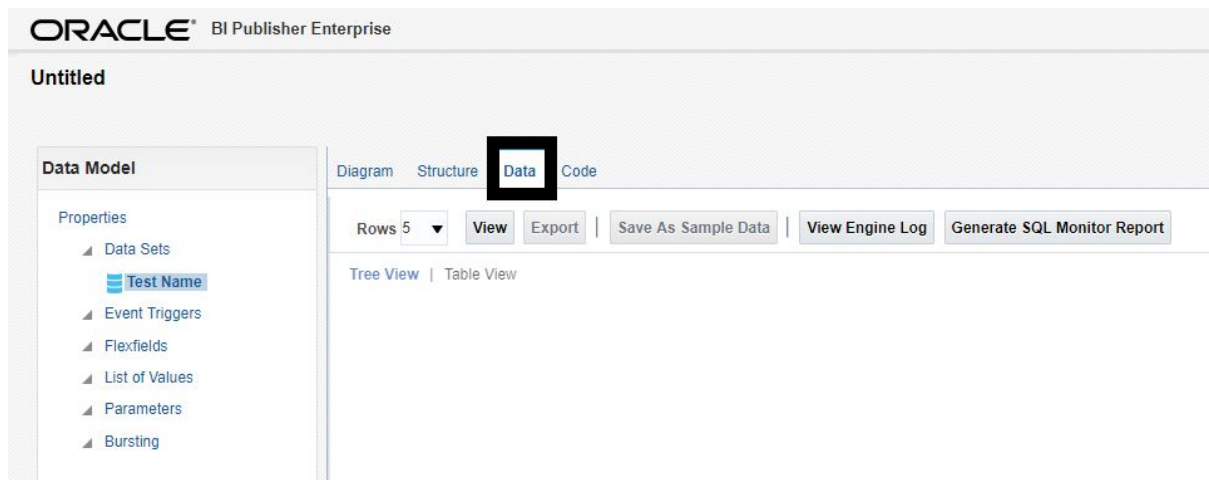 ORACLE® BI Publisher Enterprise
Untitled
Data Model
Properties
Data Sets
Test Name
Event Triggers
Flexfields
List of Values
Parameters
Bursting
Diagram Structure Data Code
Rows 5 View Export | Save As Sample Data | View Engine Log Generate SQL Monitor Report
Tree View | Table View